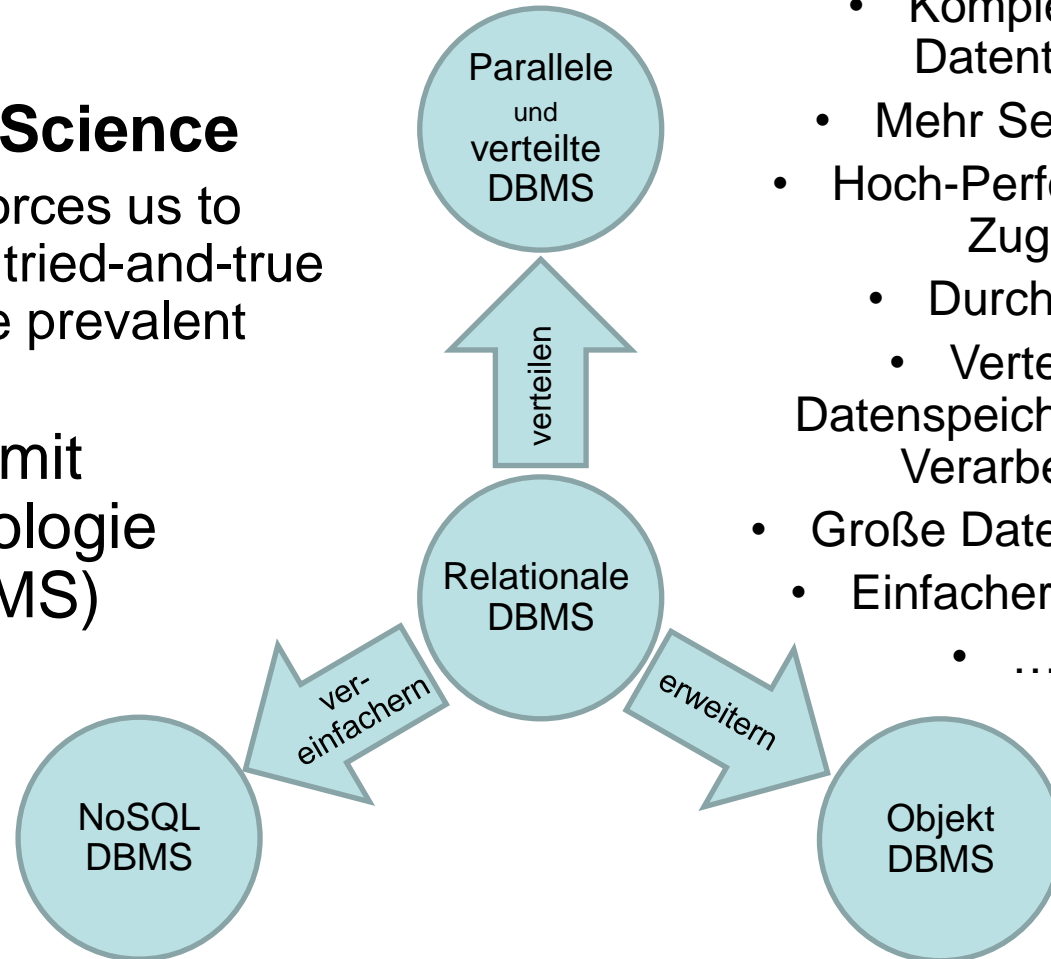 Science
orces us to
tried-and-true
e prevalent
mit
ologie
MS)
Parallele
und
verteilte
DBMS
verteilen
Relationale
DBMS
ver-
einfachern
erweitern
NoSQL
DBMS
Objekt
DBMS
• Komple
Datent
• Mehr Se
• Hoch-Perf
Zug
• Durch
• Verte
Datenspeich
Verarbe
• Große Date
• Einfacher
• …